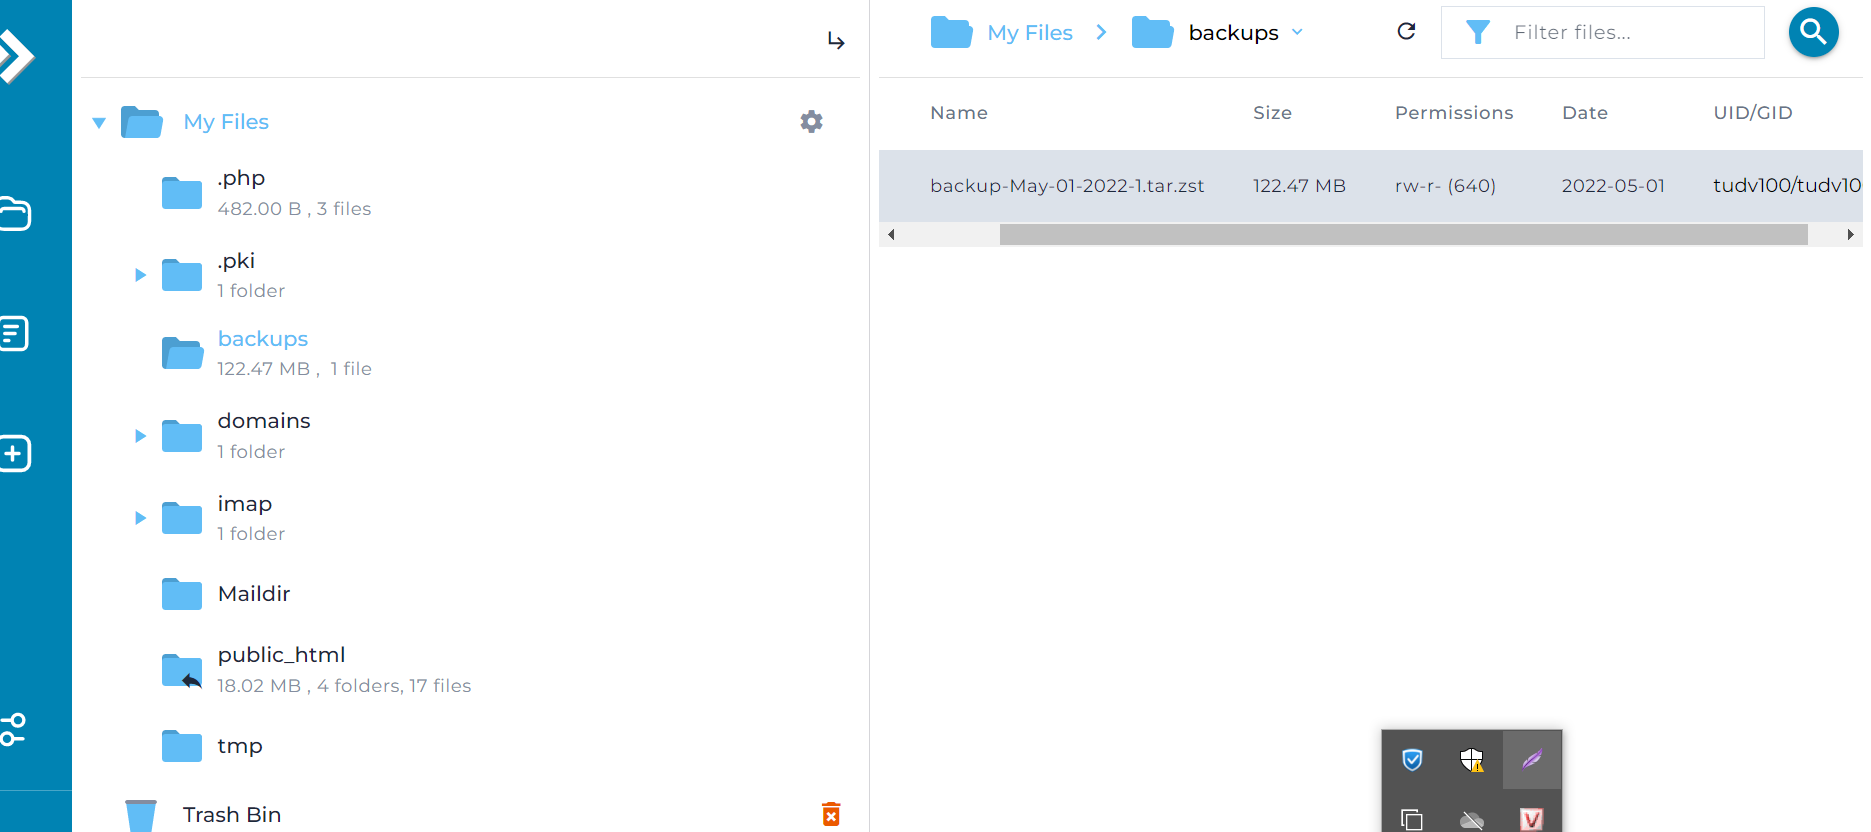 My Files
.php
482.00 B , 3 files
.pki
1 folder
backups
122.47 MB , 1 file
domains
1 folder
imap
1 folder
Maildir
public_html
18.02 MB , 4 folders, 17 files
tmp
Trash Bin
My Files backups Filter files...
Name Size Permissions Date UID/GID
backup-May-01-2022-1.tar.zst 122.47 MB rw-r- (640) 2022-05-01 tudv100/tudv10